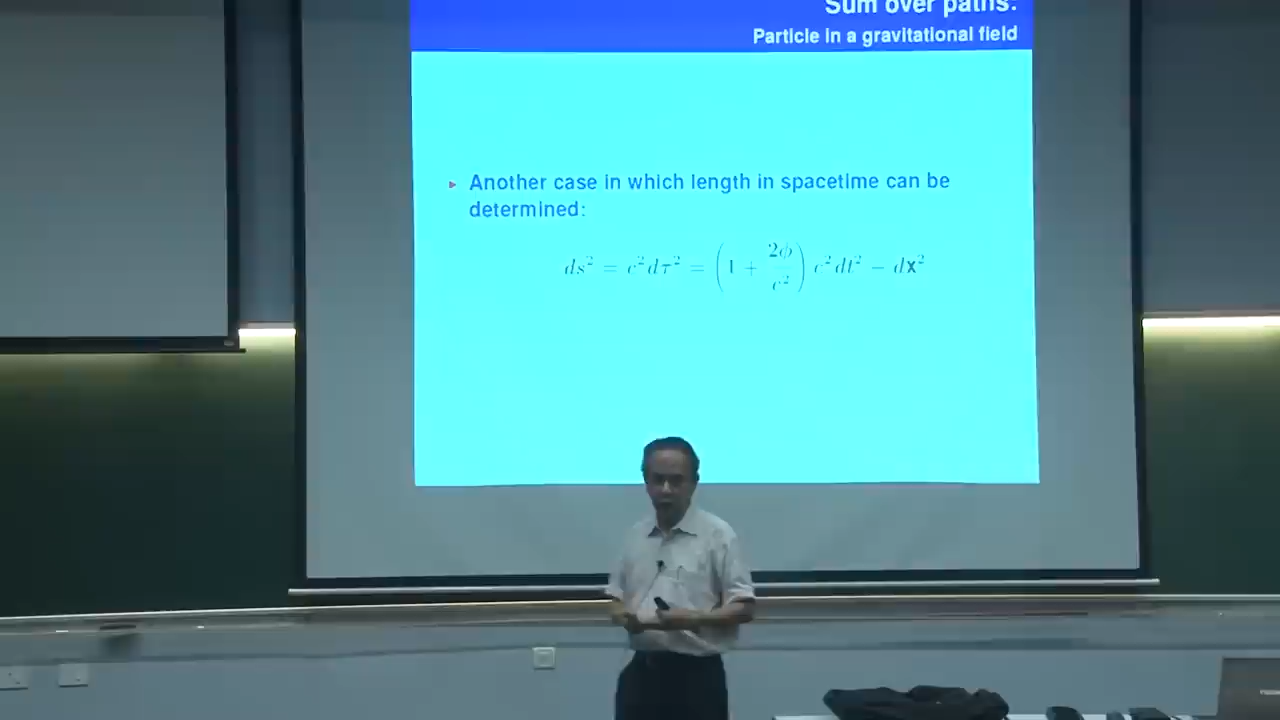 Sum over paths:
Particle in a gravitational field
Another case in which length in spacetime can be
determined:
ds² = c²dτ² = (1 + 2ϕ/c²) c²dt² − dx²